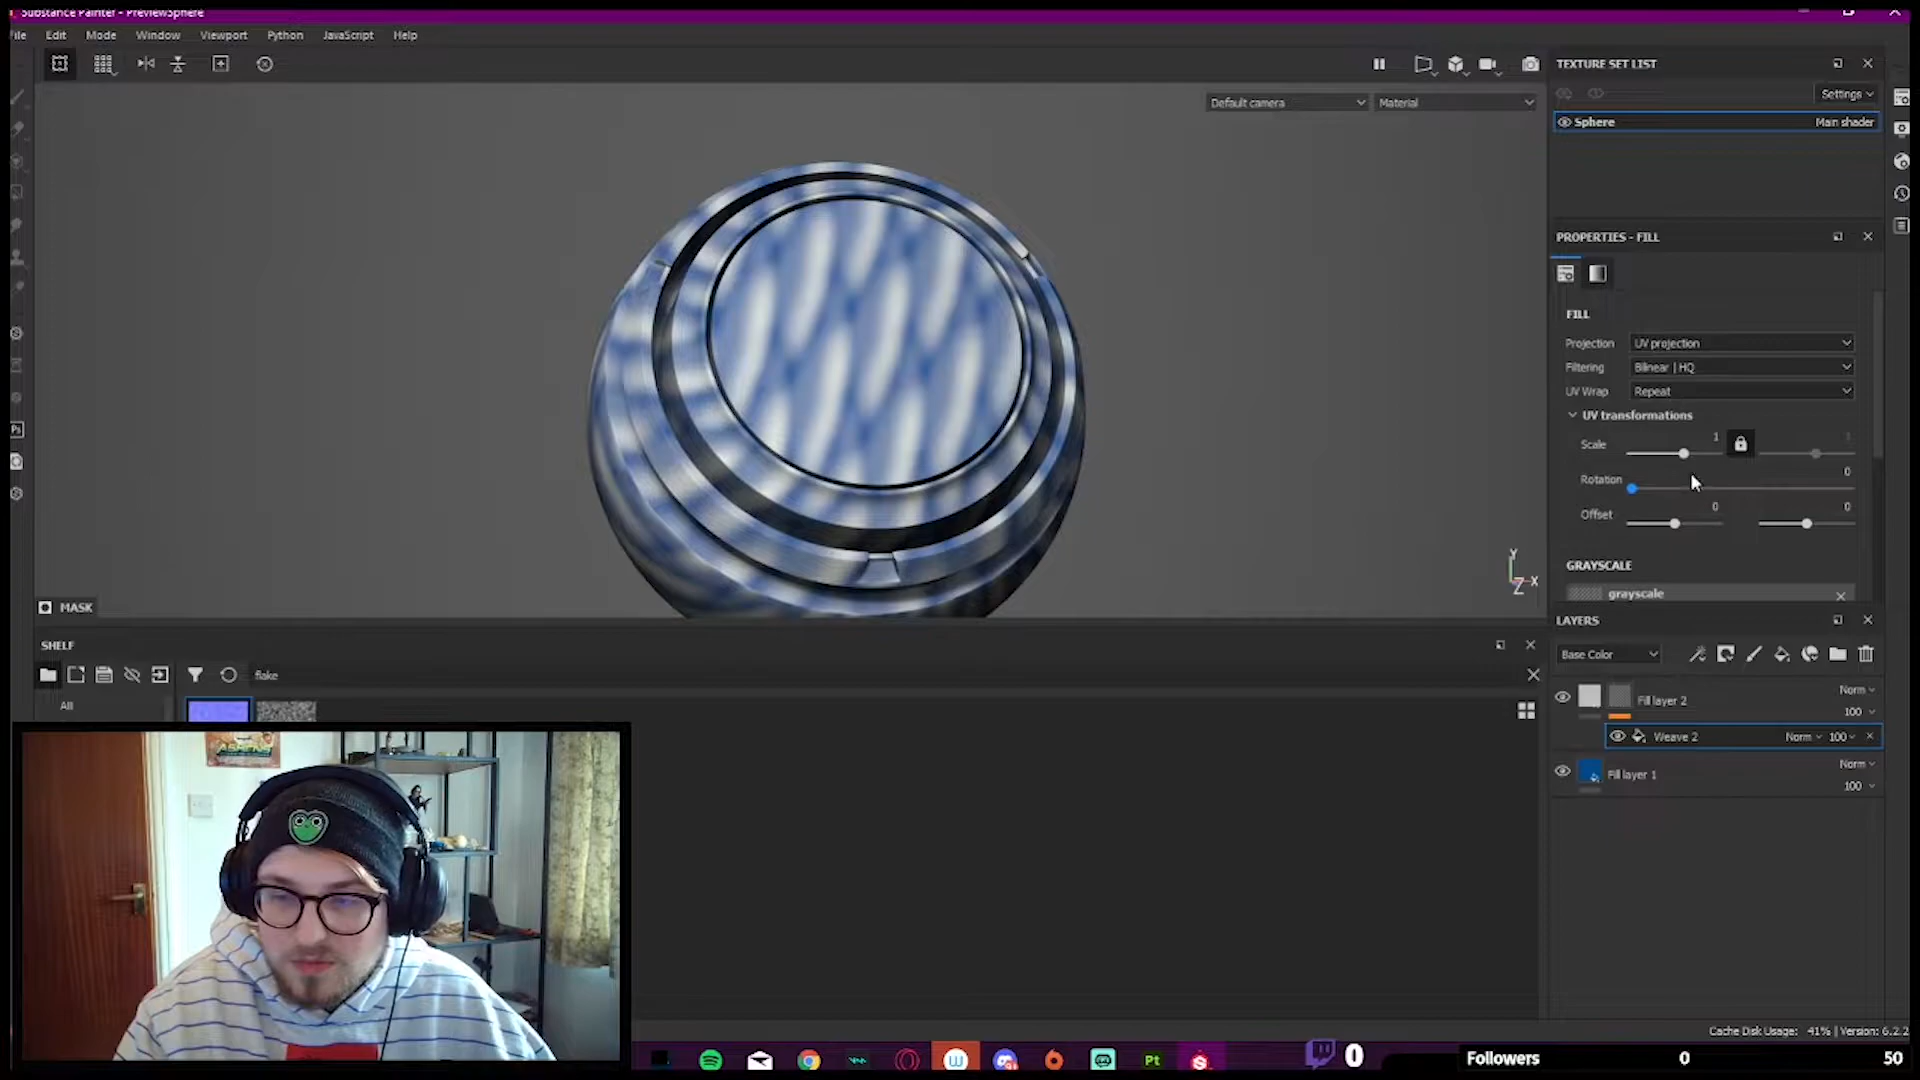 Substance Painter - PreviewSphere
ile Edit Mode Window Viewport Python JavaScript Help
Default camera
Material
MASK
SHELF
flake
All
TEXTURE SET LIST
Settings
Sphere Main shader
PROPERTIES - FILL
FILL
Projection UV projection
Filtering Bilinear | HQ
UV Wrap Repeat
UV transformations
Scale 1
Rotation 0
Offset 0 0
GRAYSCALE
grayscale
LAYERS
Base Color
Fill layer 2 Norm
100
Weave 2 Norm 100
Fill layer 1 Norm
100
Cache Disk Usage: 41% | Version: 6.2.2
Y
X
Z
Ps
Pt
0
Followers 0 50